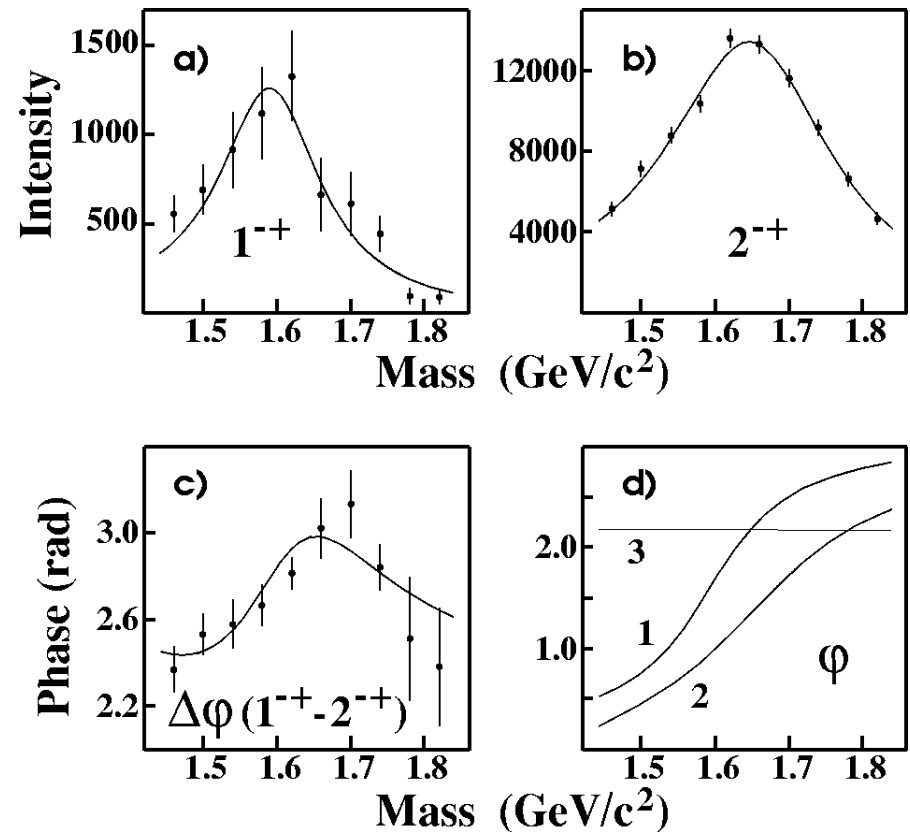 Intensity
1500
1000
500
a)
1⁻⁺
1.5 1.6 1.7 1.8
12000
8000
4000
b)
2⁻⁺
1.5 1.6 1.7 1.8
Mass (GeV/c²)
Phase (rad)
3.0
2.6
2.2
c)
Δφ(1⁻⁺-2⁻⁺)
1.5 1.6 1.7 1.8
2.0
1.0
d)
3
1
2
φ
1.5 1.6 1.7 1.8
Mass (GeV/c²)